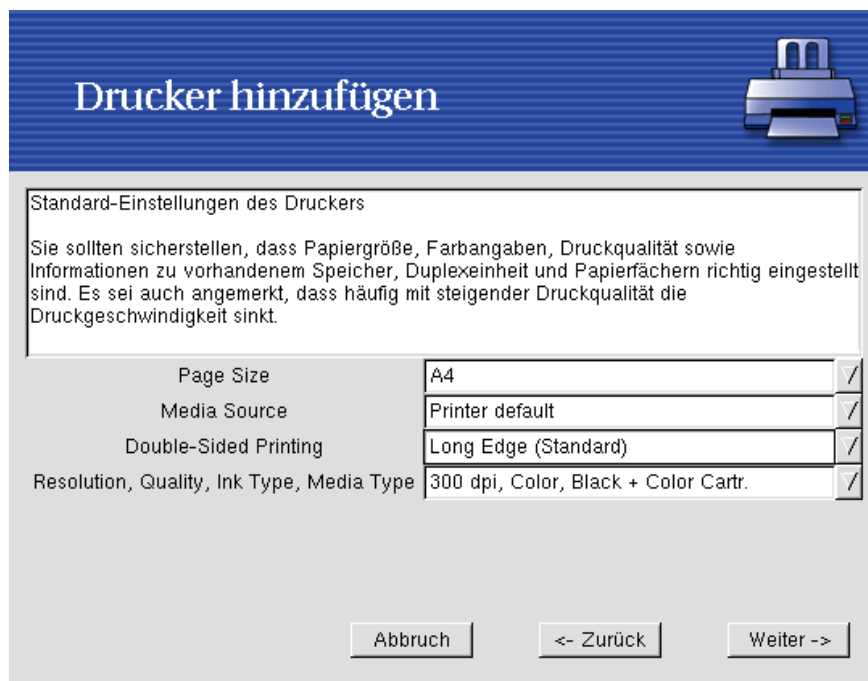 Drucker hinzufügen
Standard-Einstellungen des Druckers
Sie sollten sicherstellen, dass Papiergröße, Farbangaben, Druckqualität sowie
Informationen zu vorhandenem Speicher, Duplexeinheit und Papierfächern richtig eingestellt
sind. Es sei auch angemerkt, dass häufig mit steigender Druckqualität die
Druckgeschwindigkeit sinkt.
Page Size A4
Media Source Printer default
Double-Sided Printing Long Edge (Standard)
Resolution, Quality, Ink Type, Media Type 300 dpi, Color, Black + Color Cartr.
Abbruch <- Zurück Weiter ->